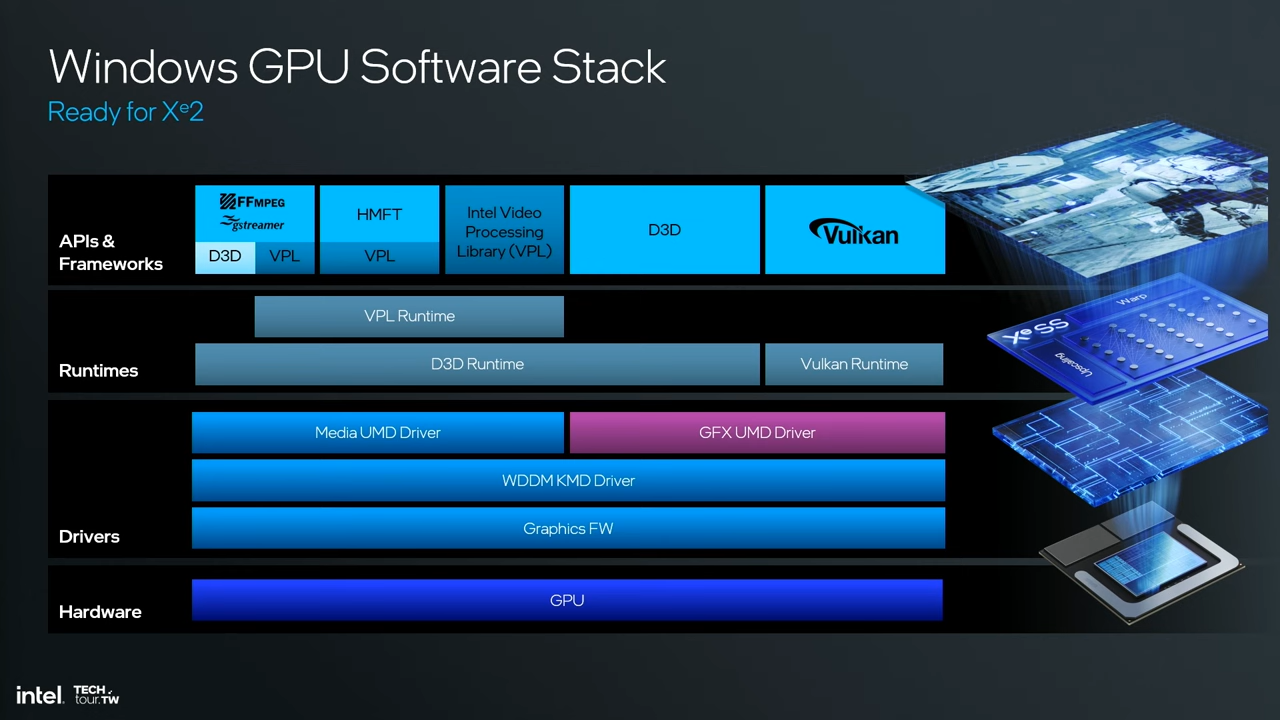 Windows GPU Software Stack
Ready for Xe2
APIs &
Frameworks
FFMPEG
gstreamer
D3D
VPL
HMFT
VPL
Intel Video
Processing
Library (VPL)
D3D
Vulkan
Runtimes
VPL Runtime
D3D Runtime
Vulkan Runtime
Drivers
Media UMD Driver
GFX UMD Driver
WDDM KMD Driver
Graphics FW
Hardware
GPU
Warp
XeSS
Upscaling
intel.
TECH
tour.TW